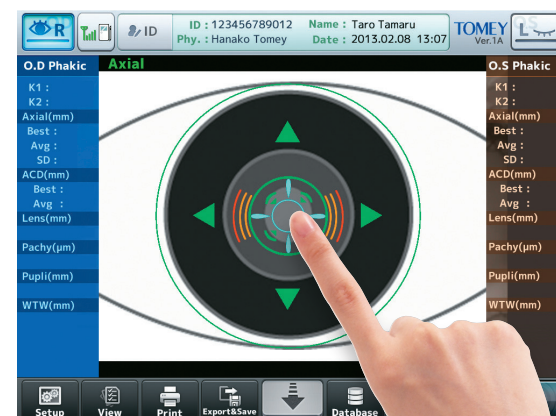 R
ID
ID : 123456789012
Name : Taro Tamaru
Phy. : Hanako Tomey
Date : 2013.02.08 13:07
TOMEY
Ver.1A
L
O.D Phakic
Axial
O.S Phakic
K1 :
K2 :
Axial(mm)
Best :
Avg :
SD :
ACD(mm)
Best :
Avg :
Lens(mm)
Pachy(μm)
Pupli(mm)
WTW(mm)
K1 :
K2 :
Axial(mm)
Best :
Avg :
SD :
ACD(mm)
Best :
Avg :
Lens(mm)
Pachy(μm)
Pupli(mm)
WTW(mm)
Setup
View
Print
Export&Save
Database